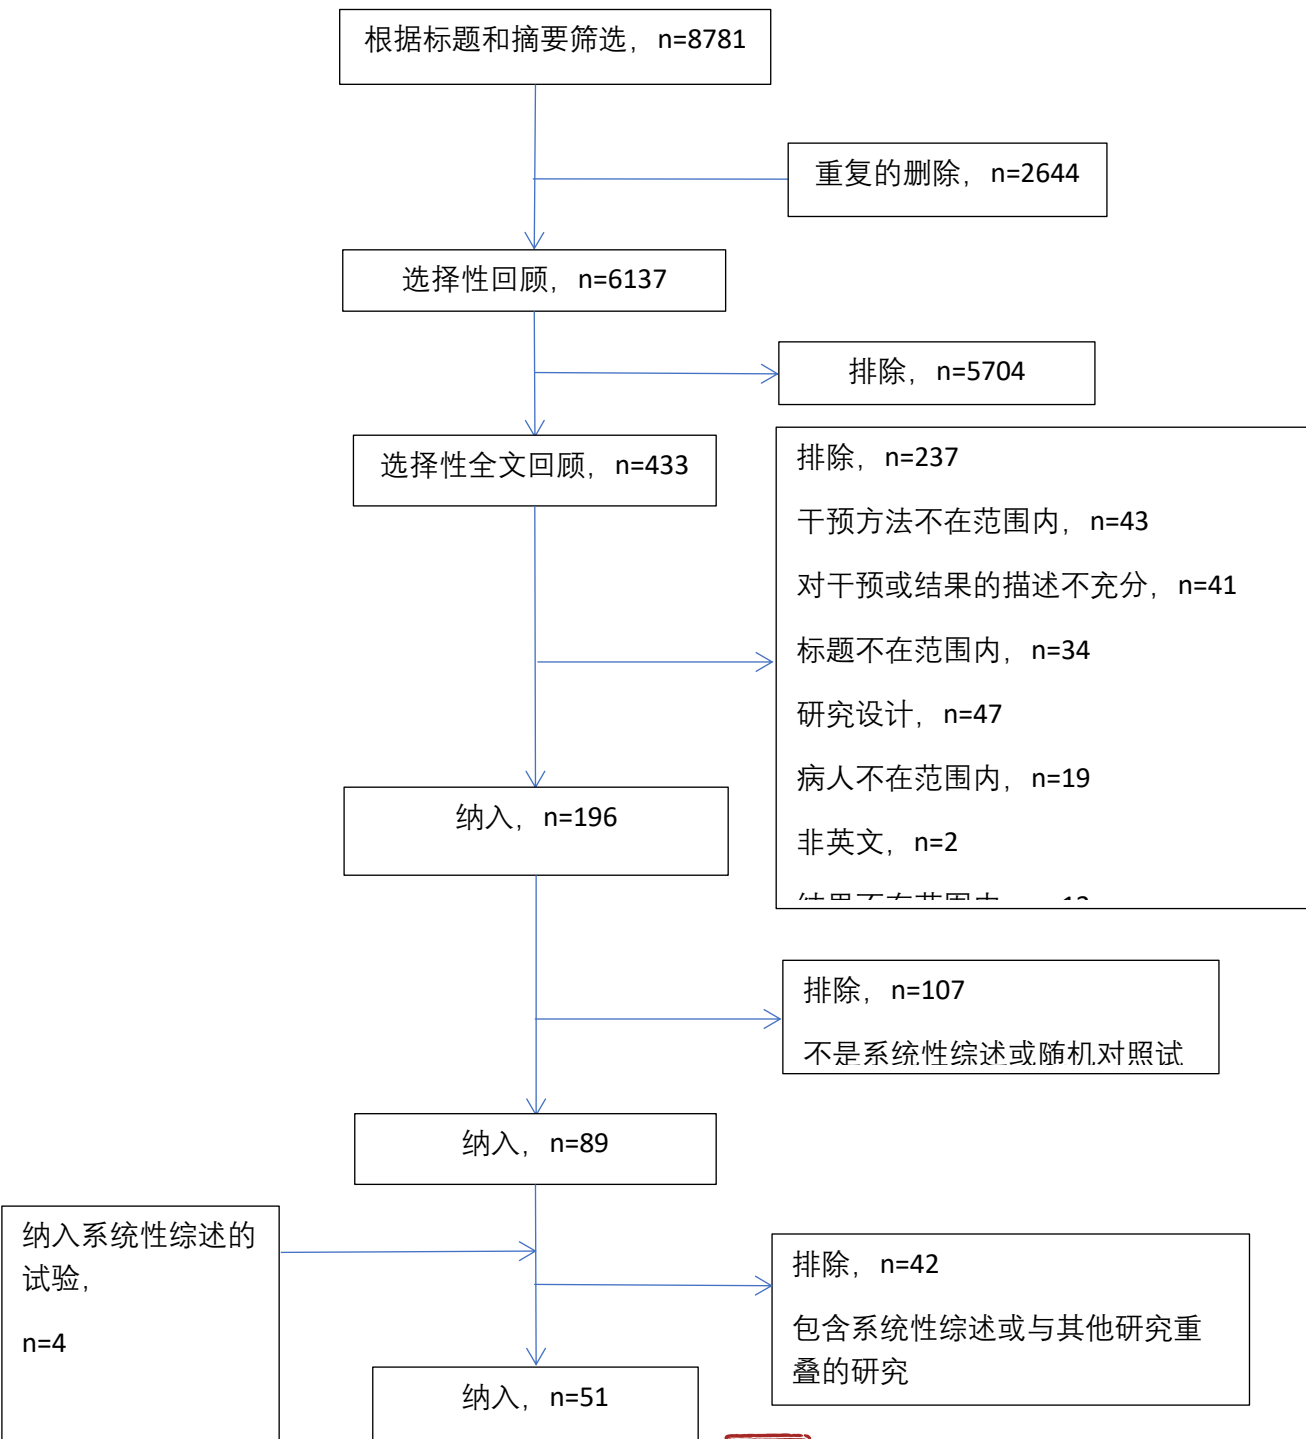 根据标题和摘要筛选，n=8781
重复的删除，n=2644
选择性回顾，n=6137
排除，n=5704
选择性全文回顾，n=433
排除，n=237
干预方法不在范围内，n=43
对干预或结果的描述不充分，n=41
标题不在范围内，n=34
研究设计，n=47
病人不在范围内，n=19
非英文，n=2
纳入，n=196
排除，n=107
不是系统性综述或随机对照试
纳入，n=89
纳入系统性综述的
试验，
n=4
排除，n=42
包含系统性综述或与其他研究重
叠的研究
纳入，n=51